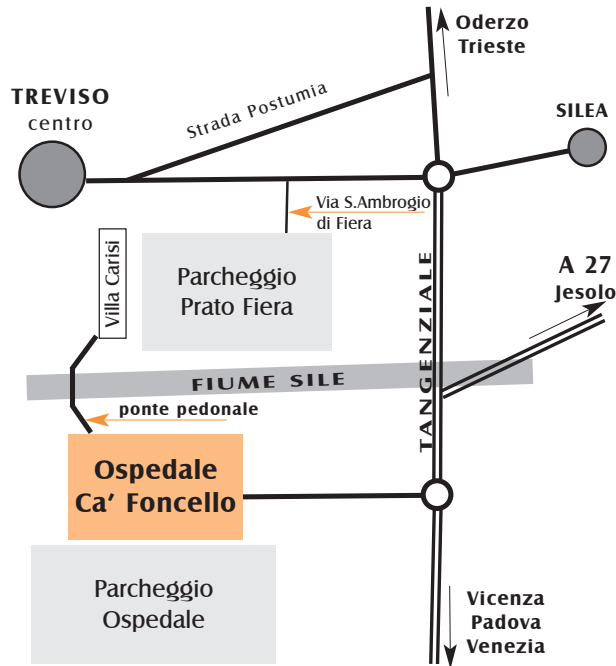 Oderzo
Trieste
TREVISO
centro
Strada Postumia
SILEA
Via S.Ambrogio
di Fiera
Villa Carisi
Parcheggio
Prato Fiera
TANGENZIALE
A 27
Jesolo
FIUME SILE
ponte pedonale
Ospedale
Ca' Foncello
Parcheggio
Ospedale
Vicenza
Padova
Venezia